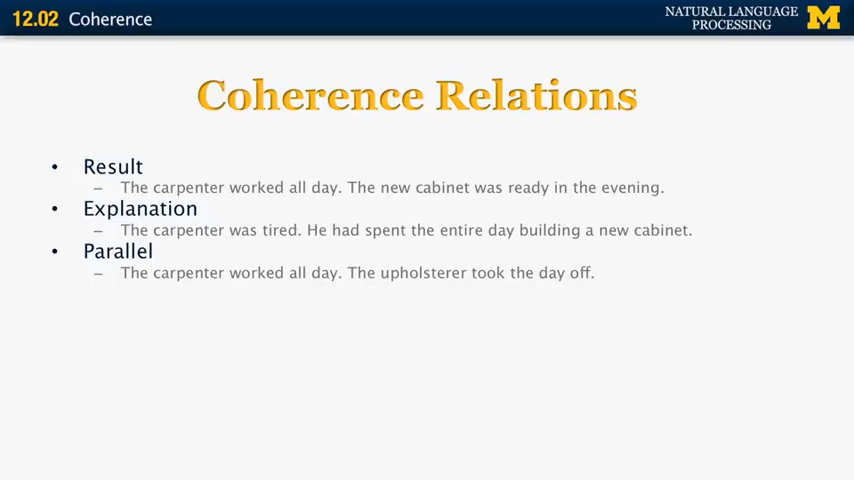 12.02 Coherence
NATURAL LANGUAGE
PROCESSING
M
Coherence Relations
• Result
– The carpenter worked all day. The new cabinet was ready in the evening.
• Explanation
– The carpenter was tired. He had spent the entire day building a new cabinet.
• Parallel
– The carpenter worked all day. The upholsterer took the day off.